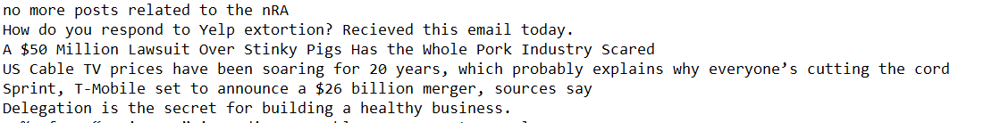 no more posts related to the nRA
How do you respond to Yelp extortion? Recieved this email today.
A $50 Million Lawsuit Over Stinky Pigs Has the Whole Pork Industry Scared
US Cable TV prices have been soaring for 20 years, which probably explains why everyone’s cutting the cord
Sprint, T-Mobile set to announce a $26 billion merger, sources say
Delegation is the secret for building a healthy business.